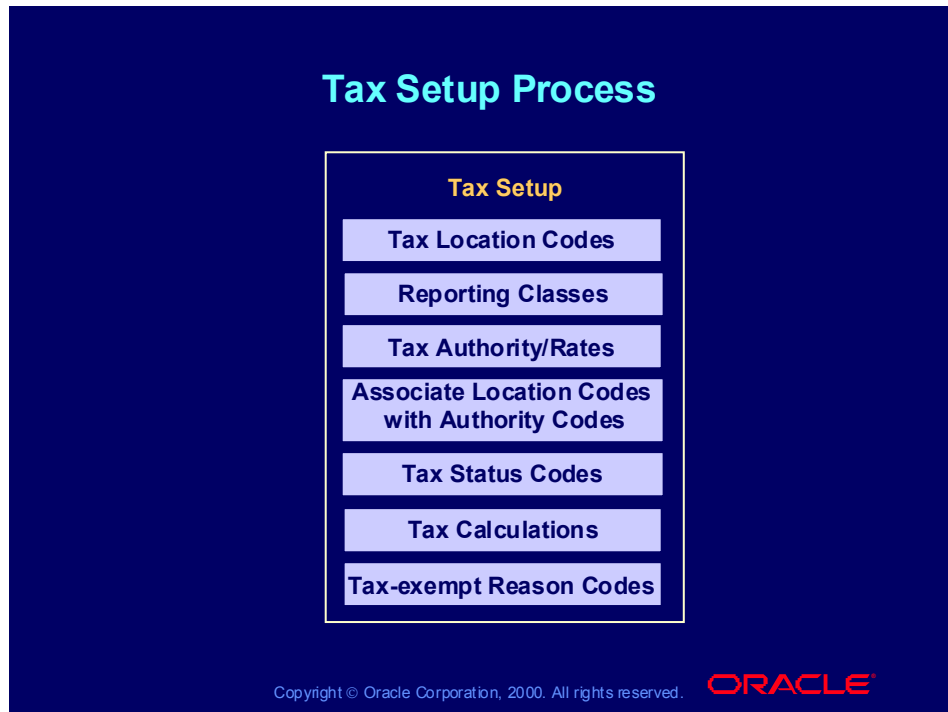 Tax Setup Process
Tax Setup
Tax Location Codes
Reporting Classes
Tax Authority/Rates
Associate Location Codes
with Authority Codes
Tax Status Codes
Tax Calculations
Tax-exempt Reason Codes
Copyright © Oracle Corporation, 2000. All rights reserved.
ORACLE®